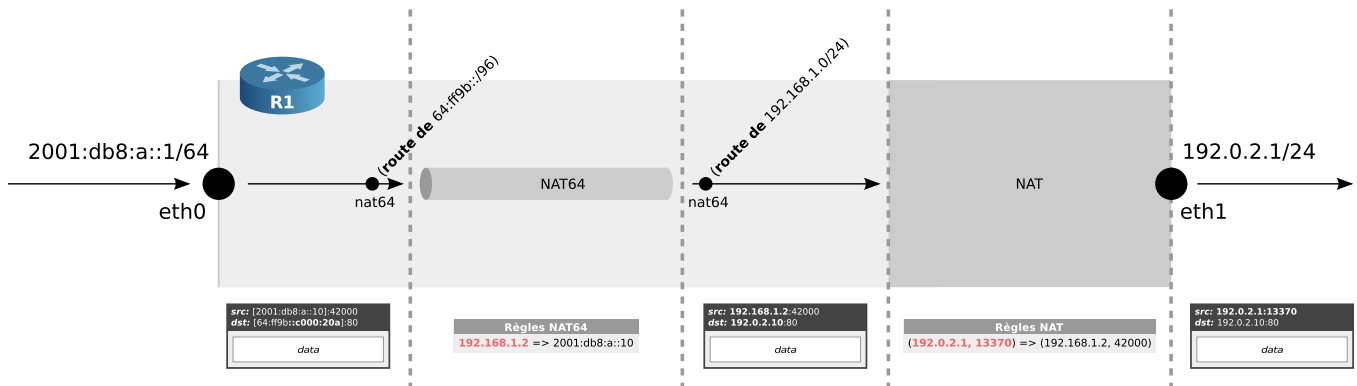 R1
2001:db8:a::1/64
eth0
(route de 64:ff9b::/96)
nat64
NAT64
(route de 192.168.1.0/24)
nat64
NAT
192.0.2.1/24
eth1
src: [2001:db8:a::10]:42000
dst: [64:ff9b::c000:20a]:80
data
Règles NAT64
192.168.1.2 => 2001:db8:a::10
src: 192.168.1.2:42000
dst: 192.0.2.10:80
data
Règles NAT
(192.0.2.1, 13370) => (192.168.1.2, 42000)
src: 192.0.2.1:13370
dst: 192.0.2.10:80
data